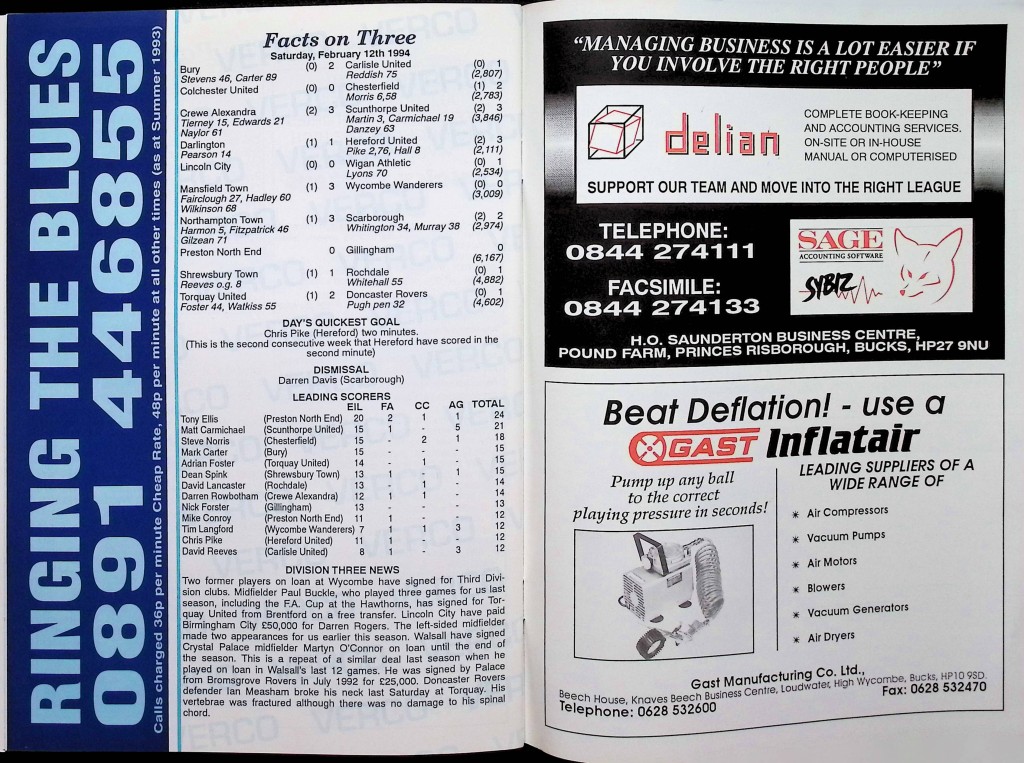 RINGING THE BLUES
0891 446855
Calls charged 36p per minute Cheap Rate, 48p per minute at all other times (as at Summer 1993)
Facts on Three
Saturday, February 12th 1994
Bury (0) 2 Carlisle United (0) 1
Stevens 46, Carter 89 Reddish 75 (2,807)
Colchester United (0) 0 Chesterfield (1) 2
Morris 6,58 (2,783)
Crewe Alexandra (2) 3 Scunthorpe United (2) 3
Tierney 15, Edwards 21 Martin 3, Carmichael 19 (3,846)
Naylor 61 Danzey 63
Darlington (1) 1 Hereford United (2) 3
Pearson 14 Pike 2,76, Hall 8 (2,111)
Lincoln City (0) 0 Wigan Athletic (0) 1
Lyons 70 (2,534)
Mansfield Town (1) 3 Wycombe Wanderers (0) 0
Fairclough 27, Hadley 60 (3,009)
Wilkinson 68
Northampton Town (1) 3 Scarborough (2) 2
Harmon 5, Fitzpatrick 46 Whitington 34, Murray 38 (2,974)
Gilzean 71
Preston North End 0 Gillingham 0
(6,167)
Shrewsbury Town (1) 1 Rochdale (0) 1
Reeves o.g. 8 Whitehall 55 (4,882)
Torquay United (1) 2 Doncaster Rovers (0) 1
Foster 44, Watkiss 55 Pugh pen 32 (4,602)
DAY'S QUICKEST GOAL
Chris Pike (Hereford) two minutes.
(This is the second consecutive week that Hereford have scored in the
second minute)
DISMISSAL
Darren Davis (Scarborough)
LEADING SCORERS
EIL FA CC AG TOTAL
Tony Ellis (Preston North End) 20 2 1 1 24
Matt Carmichael (Scunthorpe United) 15 1 - 5 21
Steve Norris (Chesterfield) 15 - 2 1 18
Mark Carter (Bury) 15 - - - 15
Adrian Foster (Torquay United) 14 - 1 - 15
Dean Spink (Shrewsbury Town) 13 1 - 1 15
David Lancaster (Rochdale) 13 - 1 - 14
Darren Rowbotham (Crewe Alexandra) 12 1 1 - 14
Nick Forster (Gillingham) 13 - - - 13
Mike Conroy (Preston North End) 11 1 - - 12
Tim Langford (Wycombe Wanderers) 7 1 1 3 12
Chris Pike (Hereford United) 11 1 - - 12
David Reeves (Carlisle United) 8 1 - 3 12
DIVISION THREE NEWS
Two former players on loan at Wycombe have signed for Third Divi-
sion clubs. Midfielder Paul Buckle, who played three games for us last
season, including the F.A. Cup at the Hawthorns, has signed for Tor-
quay United from Brentford on a free transfer. Lincoln City have paid
Birmingham City £50,000 for Darren Rogers. The left-sided midfielder
made two appearances for us earlier this season. Walsall have signed
Crystal Palace midfielder Martyn O'Connor on loan until the end of
the season. This is a repeat of a similar deal last season when he
played on loan in Walsall's last 12 games. He was signed by Palace
from Bromsgrove Rovers in July 1992 for £25,000. Doncaster Rovers
defender Ian Measham broke his neck last Saturday at Torquay. His
vertebrae was fractured although there was no damage to his spinal
chord.
"MANAGING BUSINESS IS A LOT EASIER IF
YOU INVOLVE THE RIGHT PEOPLE"
delian
COMPLETE BOOK-KEEPING
AND ACCOUNTING SERVICES.
ON-SITE OR IN-HOUSE
MANUAL OR COMPUTERISED
SUPPORT OUR TEAM AND MOVE INTO THE RIGHT LEAGUE
TELEPHONE:
0844 274111
FACSIMILE:
0844 274133
SAGE
ACCOUNTING SOFTWARE
SYBIZ
H.O. SAUNDERTON BUSINESS CENTRE,
POUND FARM, PRINCES RISBOROUGH, BUCKS, HP27 9NU
Beat Deflation! - use a
GAST Inflatair
Pump up any ball
to the correct
playing pressure in seconds!
LEADING SUPPLIERS OF A
WIDE RANGE OF
* Air Compressors
* Vacuum Pumps
* Air Motors
* Blowers
* Vacuum Generators
* Air Dryers
Gast Manufacturing Co. Ltd.,
Beech House, Knaves Beech Business Centre, Loudwater, High Wycombe, Bucks, HP10 9SD.
Telephone: 0628 532600 Fax: 0628 532470
VERCO